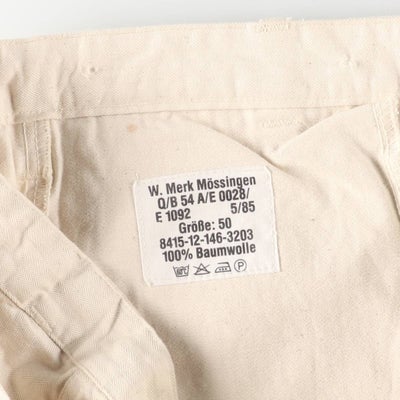 W. Merk Mössingen
Q/B 54 A/E 0028/
E 1092 5/85
Größe: 50
8415-12-146-3203
100% Baumwolle
P